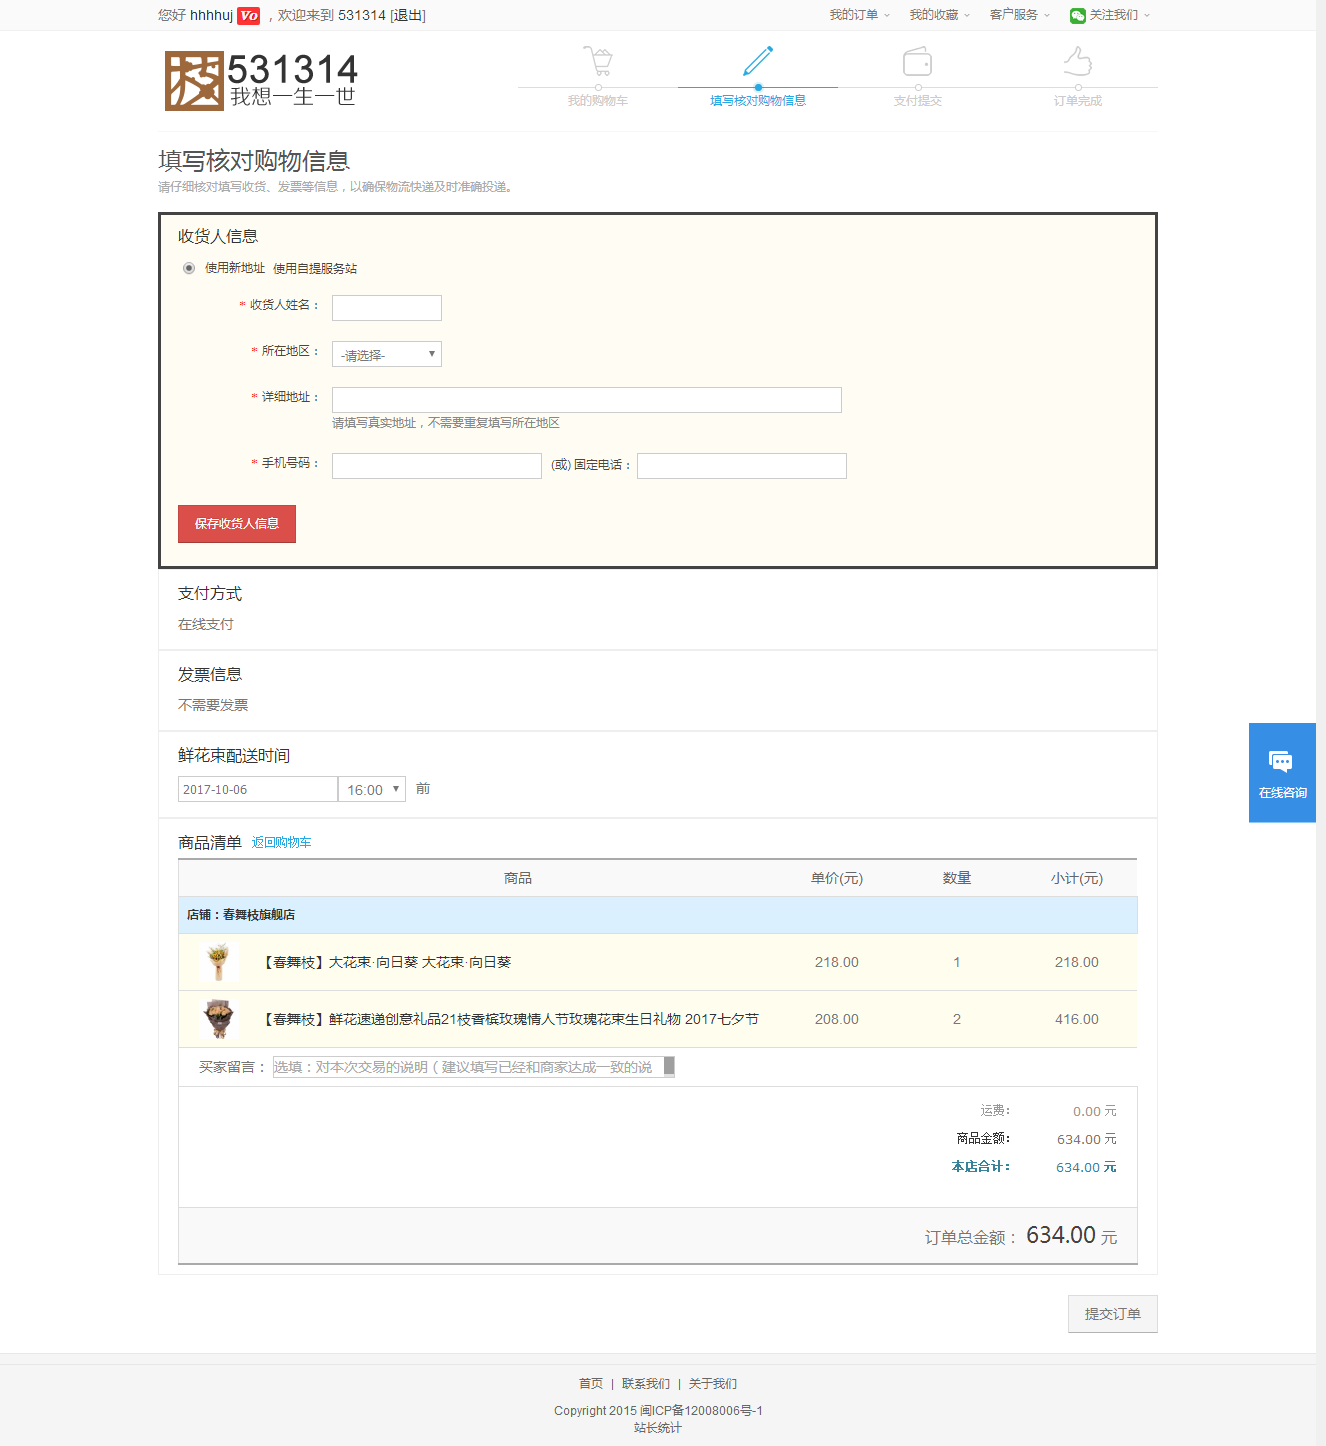 您好 hhhhuj V0 ，欢迎来到 531314 [退出]
我的订单 我的收藏 客户服务 关注我们
531314
我想一生一世
我的购物车 填写核对购物信息 支付提交 订单完成
填写核对购物信息
请仔细核对填写收货、发票等信息，以确保物流快递及时准确投递。
收货人信息
使用新地址 使用自提服务站
* 收货人姓名：
* 所在地区： -请选择-
* 详细地址：
请填写真实地址，不需要重复填写所在地区
* 手机号码： (或) 固定电话：
保存收货人信息
支付方式
在线支付
发票信息
不需要发票
鲜花束配送时间
2017-10-06 16:00 前
在线咨询
商品清单 返回购物车
商品 单价(元) 数量 小计(元)
店铺：春舞枝旗舰店
【春舞枝】大花束·向日葵 大花束·向日葵 218.00 1 218.00
【春舞枝】鲜花速递创意礼品21枝香槟玫瑰情人节玫瑰花束生日礼物 2017七夕节 208.00 2 416.00
买家留言： 选填：对本次交易的说明（建议填写已经和商家达成一致的说
运费： 0.00 元
商品金额： 634.00 元
本店合计： 634.00 元
订单总金额： 634.00 元
提交订单
首页 | 联系我们 | 关于我们
Copyright 2015 闽ICP备12008006号-1
站长统计